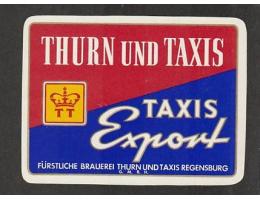 THURN UND TAXIS
TT
TAXIS
Export
FÜRSTLICHE BRAUEREI THURN UND TAXIS REGENSBURG
G. M. B. H.